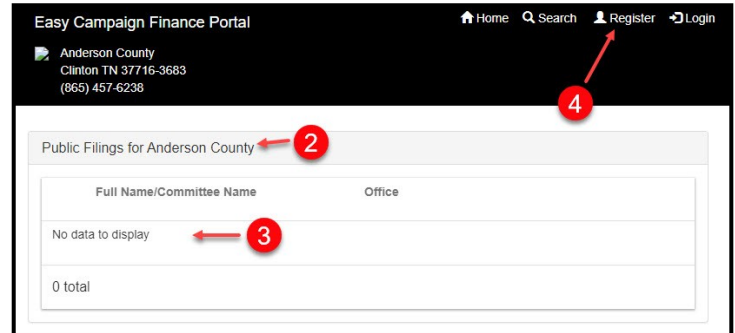 Easy Campaign Finance Portal
Home Search Register Login
Anderson County
Clinton TN 37716-3683
(865) 457-6238
4
Public Filings for Anderson County 2
Full Name/Committee Name Office
No data to display 3
0 total